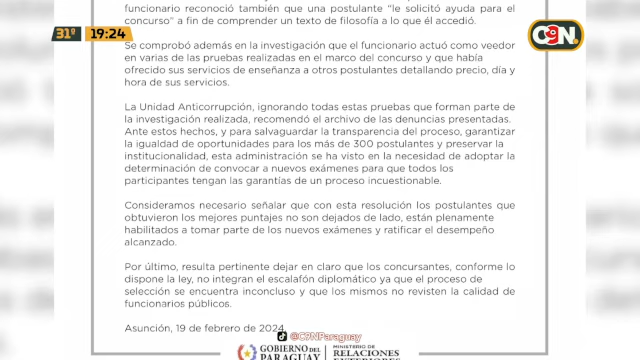 funcionario reconoció también que una postulante “le solicitó ayuda para el
concurso” a fin de comprender un texto de filosofía a lo que él accedió.
31° 19:24
C9N
Se comprobó además en la investigación que el funcionario actuó como veedor
en varias de las pruebas realizadas en el marco del concurso y que había
ofrecido sus servicios de enseñanza a otros postulantes detallando precio, día y
hora de sus servicios.
La Unidad Anticorrupción, ignorando todas estas pruebas que forman parte de
la investigación realizada, recomendó el archivo de las denuncias presentadas.
Ante estos hechos, y para salvaguardar la transparencia del proceso, garantizar
la igualdad de oportunidades para los más de 300 postulantes y preservar la
institucionalidad, esta administración se ha visto en la necesidad de adoptar la
determinación de convocar a nuevos exámenes para que todos los
participantes tengan las garantías de un proceso incuestionable.
Consideramos necesario señalar que con esta resolución los postulantes que
obtuvieron los mejores puntajes no son dejados de lado, están plenamente
habilitados a tomar parte de los nuevos exámenes y ratificar el desempeño
alcanzado.
Por último, resulta pertinente dejar en claro que los concursantes, conforme lo
dispone la ley, no integran el escalafón diplomático ya que el proceso de
selección se encuentra inconcluso y que los mismos no revisten la calidad de
funcionarios públicos.
Asunción, 19 de febrero de 2024
@C9NParaguay
GOBIERNO DEL PARAGUAY
MINISTERIO DE RELACIONES EXTERIORES